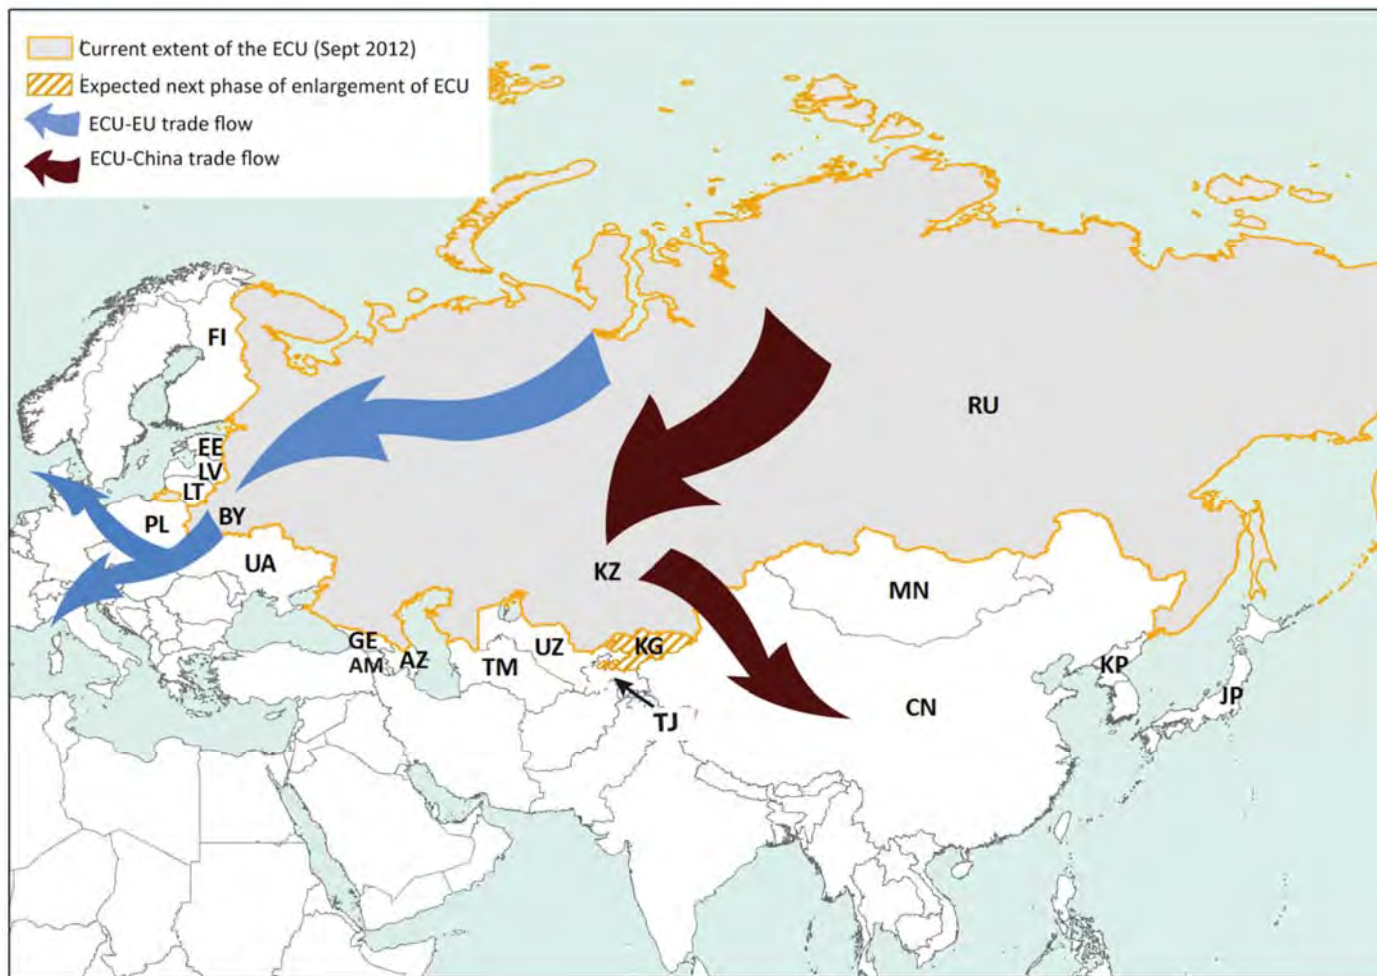 Current extent of the ECU (Sept 2012)
Expected next phase of enlargement of ECU
ECU-EU trade flow
ECU-China trade flow
FI
RU
EE
LV
LT
PL
BY
UA
KZ
MN
GE
AM
AZ
TM
UZ
KG
TJ
CN
KP
JP